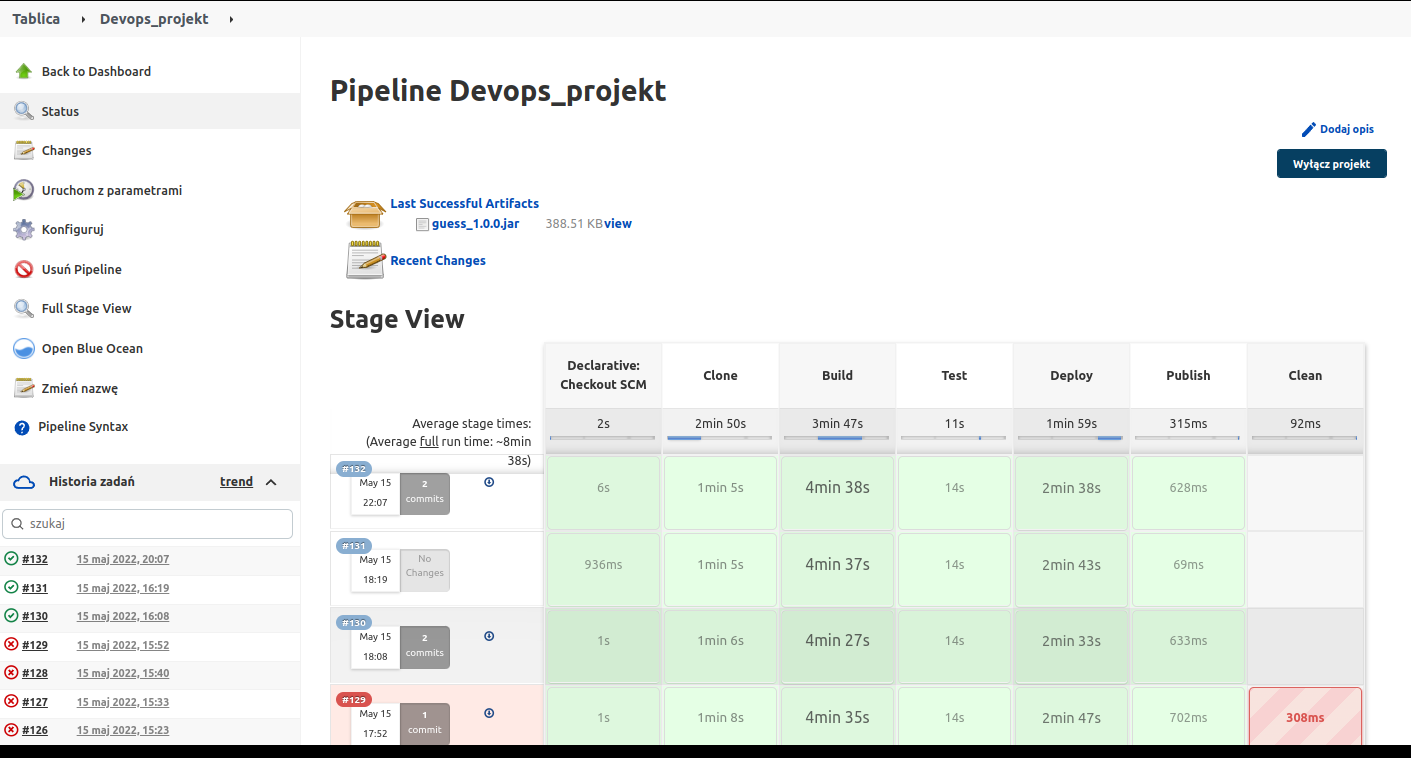 Tablica
Devops_projekt
Back to Dashboard
Status
Changes
Uruchom z parametrami
Konfiguruj
Usuń Pipeline
Full Stage View
Open Blue Ocean
Zmień nazwę
Pipeline Syntax
Historia zadań trend
szukaj
#132 15 maj 2022, 20:07
#131 15 maj 2022, 16:19
#130 15 maj 2022, 16:08
#129 15 maj 2022, 15:52
#128 15 maj 2022, 15:40
#127 15 maj 2022, 15:33
#126 15 maj 2022, 15:23
Pipeline Devops_projekt
Dodaj opis
Wyłącz projekt
Last Successful Artifacts
guess_1.0.0.jar 388.51 KB view
Recent Changes
Stage View
Declarative:
Checkout SCM
Clone
Build
Test
Deploy
Publish
Clean
Average stage times:
(Average full run time: ~8min
38s)
2s
2min 50s
3min 47s
11s
1min 59s
315ms
92ms
#132
May 15
22:07
2
commits
6s
1min 5s
4min 38s
14s
2min 38s
628ms
#131
May 15
18:19
No
Changes
936ms
1min 5s
4min 37s
14s
2min 43s
69ms
#130
May 15
18:08
2
commits
1s
1min 6s
4min 27s
14s
2min 33s
633ms
#129
May 15
17:52
1
commit
1s
1min 8s
4min 35s
14s
2min 47s
702ms
308ms